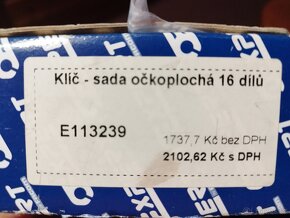 Klíč - sada očkoplochá 16 dílů
E113239
1737,7 Kč bez DPH
2102,62 Kč s DPH